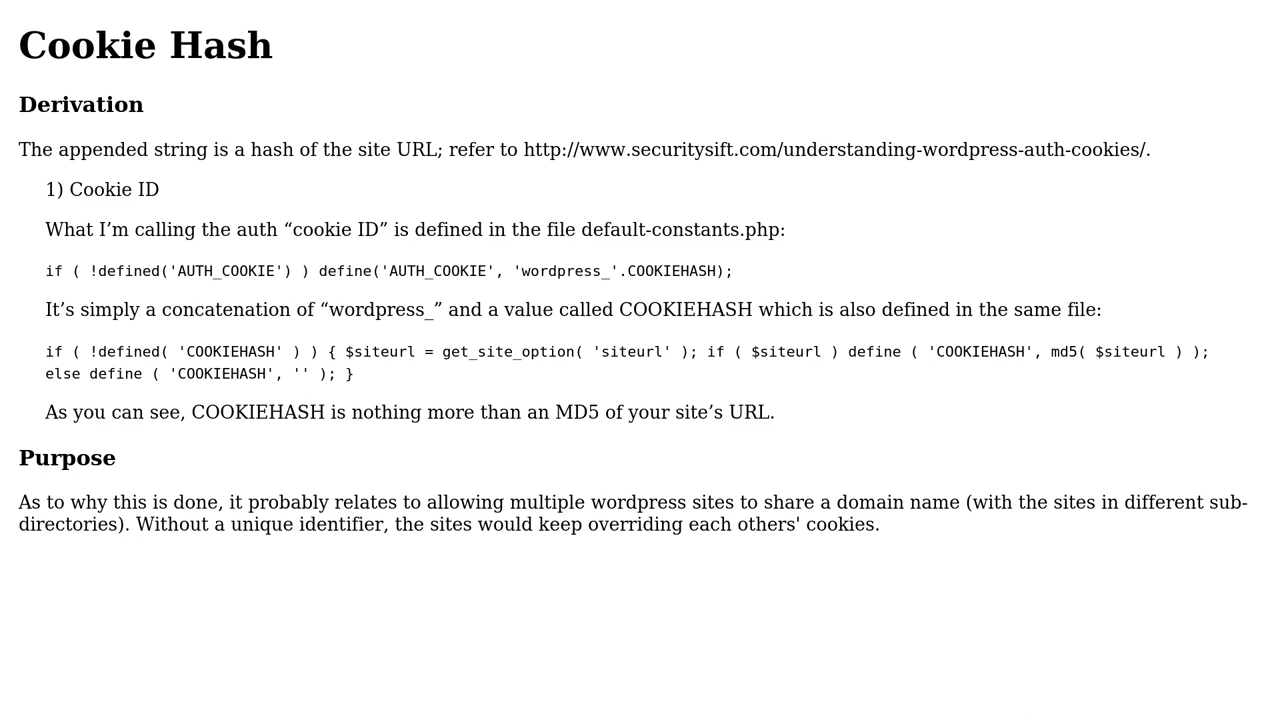 Cookie Hash
Derivation
The appended string is a hash of the site URL; refer to http://www.securitysift.com/understanding-wordpress-auth-cookies/.
1) Cookie ID
What I’m calling the auth “cookie ID” is defined in the file default-constants.php:
if ( !defined('AUTH_COOKIE') ) define('AUTH_COOKIE', 'wordpress_'.COOKIEHASH);
It’s simply a concatenation of “wordpress_” and a value called COOKIEHASH which is also defined in the same file:
if ( !defined( 'COOKIEHASH' ) ) { $siteurl = get_site_option( 'siteurl' ); if ( $siteurl ) define ( 'COOKIEHASH', md5( $siteurl ) );
else define ( 'COOKIEHASH', '' ); }
As you can see, COOKIEHASH is nothing more than an MD5 of your site’s URL.
Purpose
As to why this is done, it probably relates to allowing multiple wordpress sites to share a domain name (with the sites in different sub-
directories). Without a unique identifier, the sites would keep overriding each others' cookies.